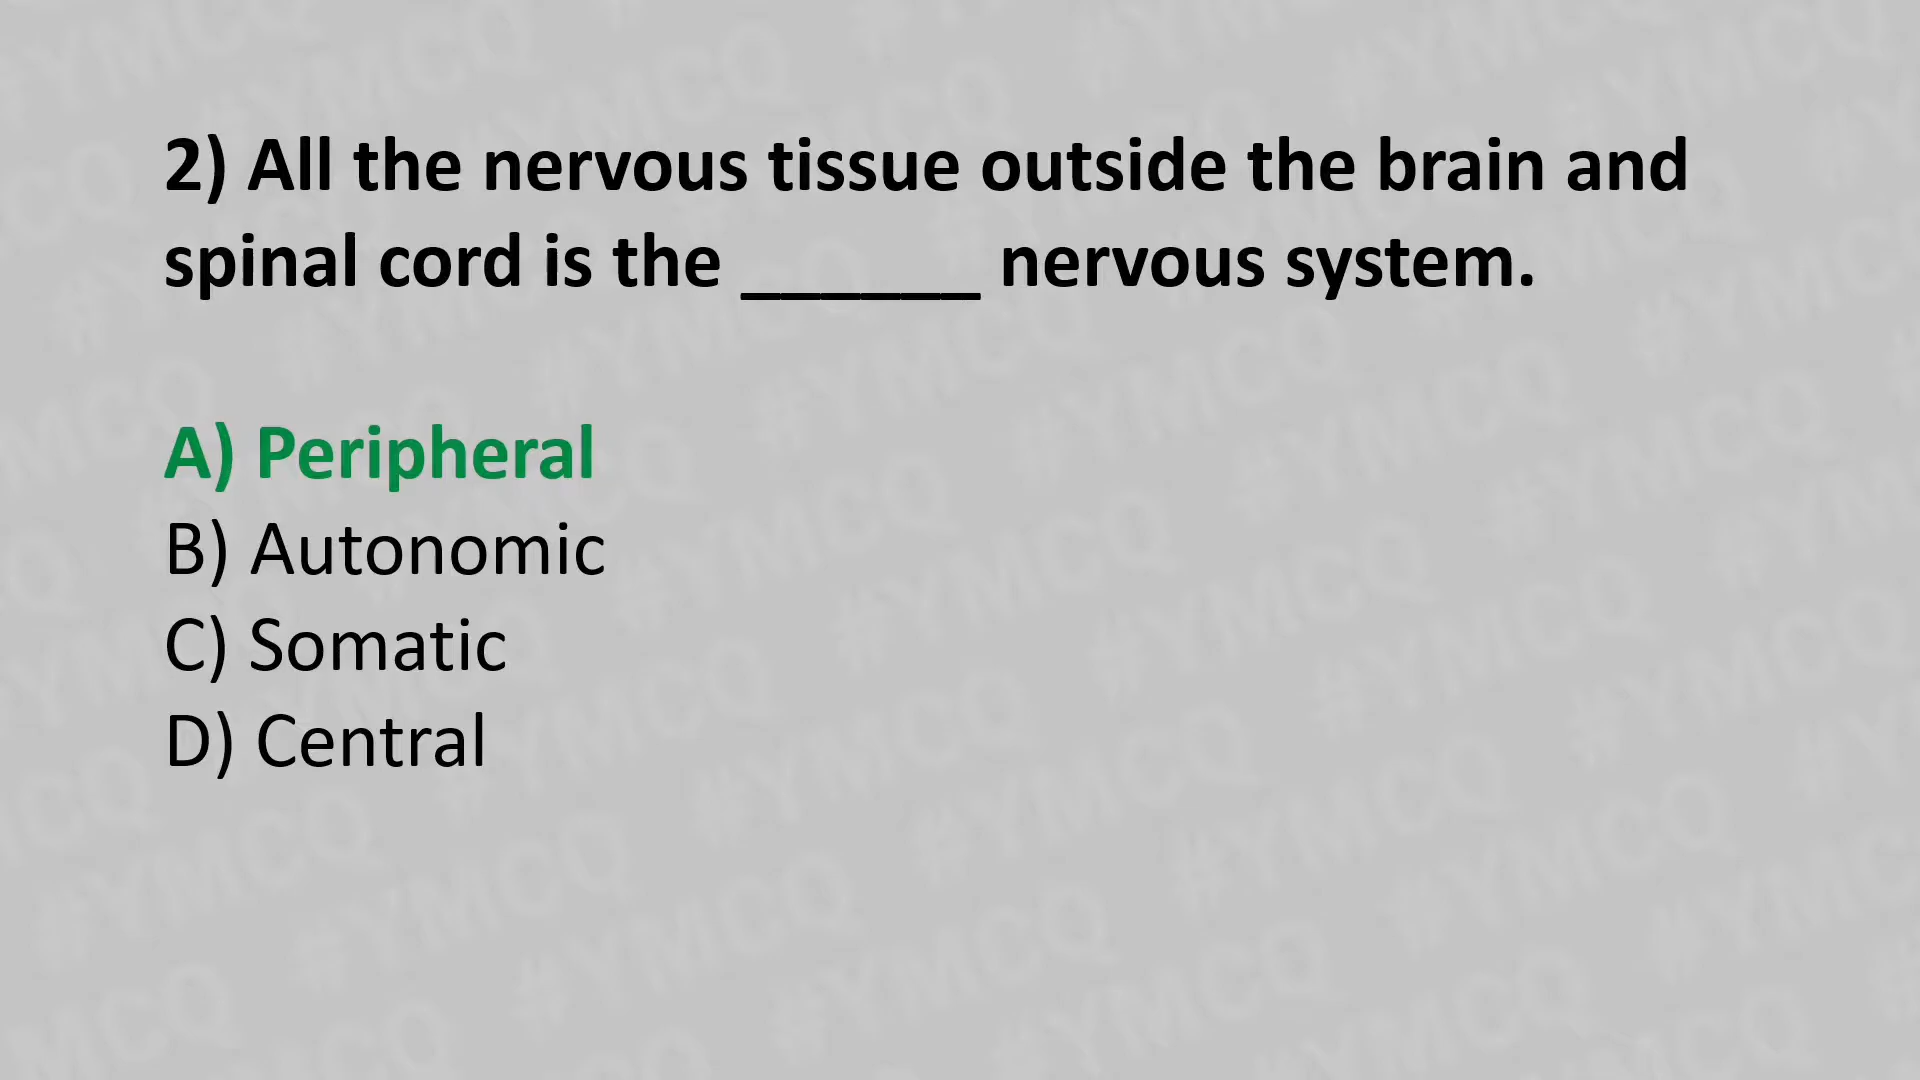 2) All the nervous tissue outside the brain and
spinal cord is the ______ nervous system.
A) Peripheral
B) Autonomic
C) Somatic
D) Central
#YMCQ